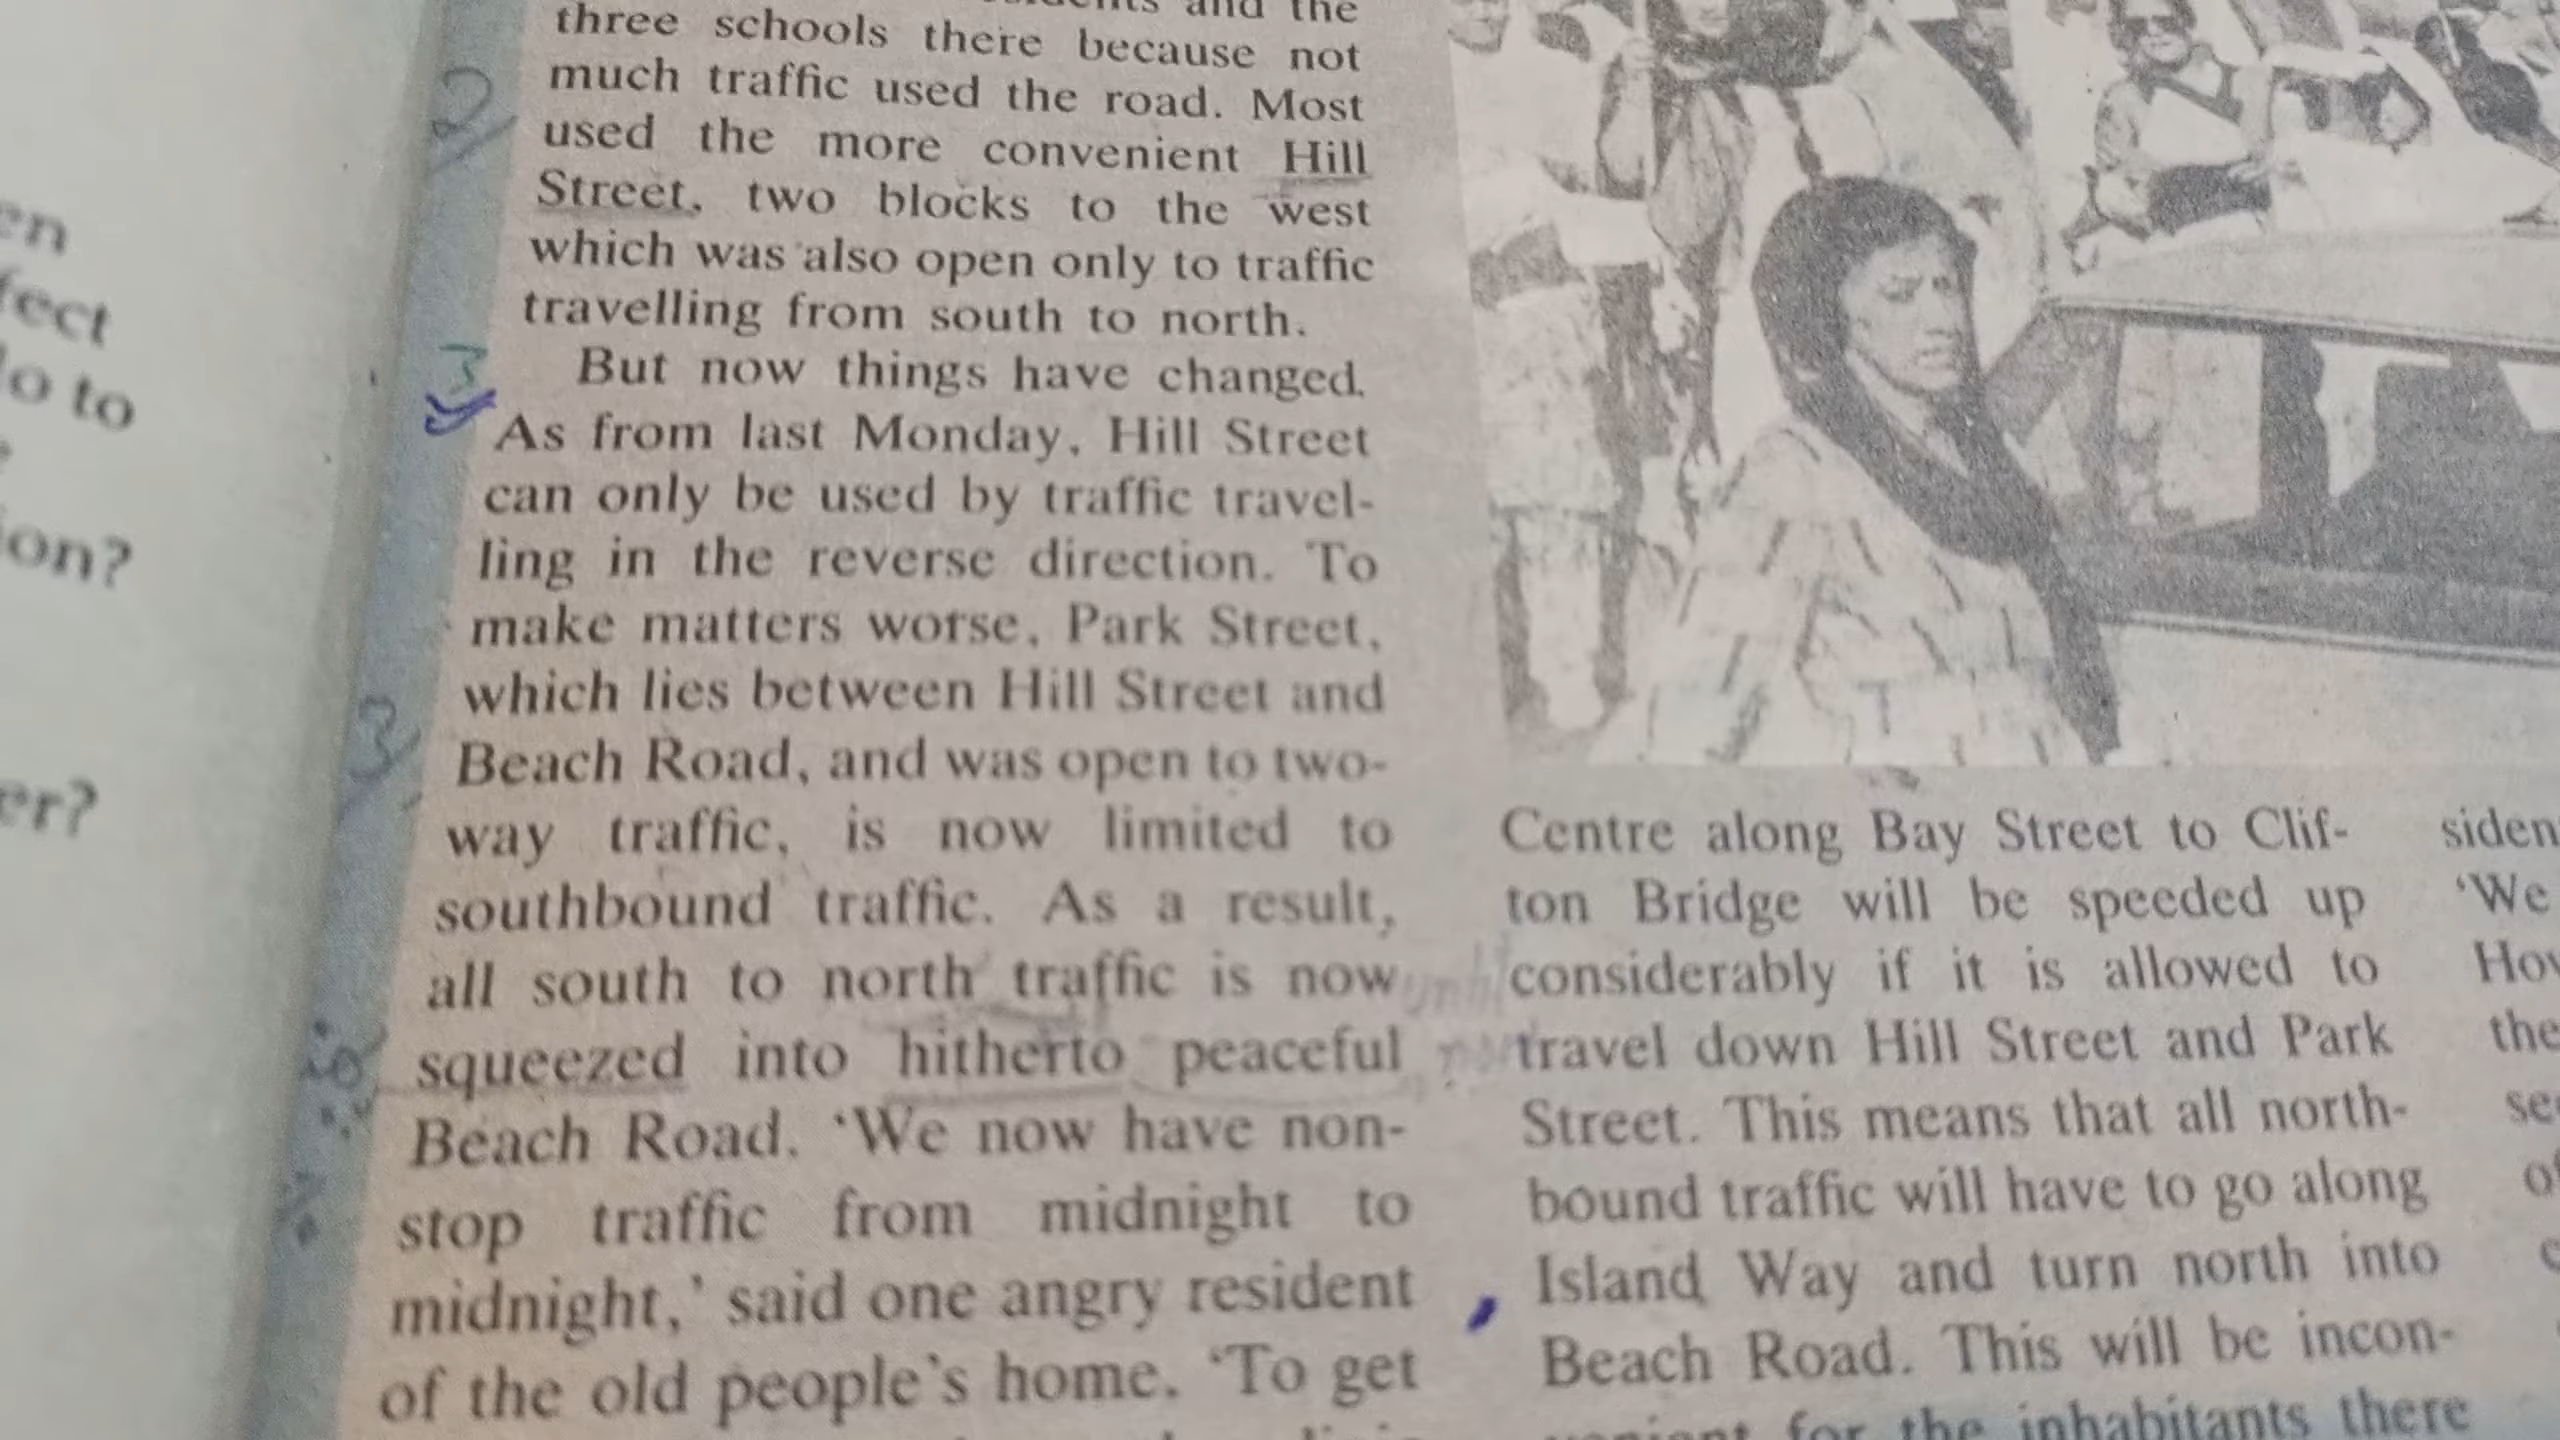 en
fect
lo to
ion?
er?
and the
three schools there because not
much traffic used the road. Most
used the more convenient Hill
Street, two blocks to the west
which was also open only to traffic
travelling from south to north.
But now things have changed.
As from last Monday, Hill Street
can only be used by traffic travel-
ling in the reverse direction. To
make matters worse, Park Street,
which lies between Hill Street and
Beach Road, and was open to two-
way traffic, is now limited to
southbound traffic. As a result,
all south to north traffic is now
squeezed into hitherto peaceful
Beach Road. 'We now have non-
stop traffic from midnight to
midnight,' said one angry resident
of the old people's home. 'To get
Centre along Bay Street to Clif-
ton Bridge will be speeded up
considerably if it is allowed to
travel down Hill Street and Park
Street. This means that all north-
bound traffic will have to go along
Island Way and turn north into
Beach Road. This will be incon-
venient for the inhabitants there
siden
'We
How
the